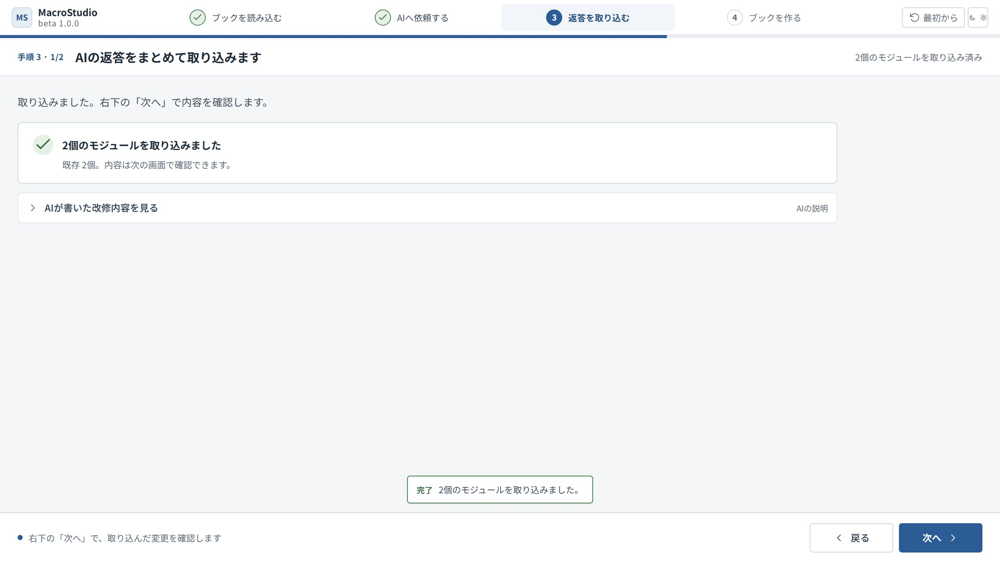 MS
MacroStudio
beta 1.0.0
ブックを読み込む
AIへ依頼する
3 返答を取り込む
4 ブックを作る
最初から
手順 3 · 1/2 AIの返答をまとめて取り込みます
2個のモジュールを取り込み済み
取り込みました。右下の「次へ」で内容を確認します。
2個のモジュールを取り込みました
既存 2個。内容は次の画面で確認できます。
AIが書いた改修内容を見る
AIの説明
完了 2個のモジュールを取り込みました。
右下の「次へ」で、取り込んだ変更を確認します
戻る
次へ